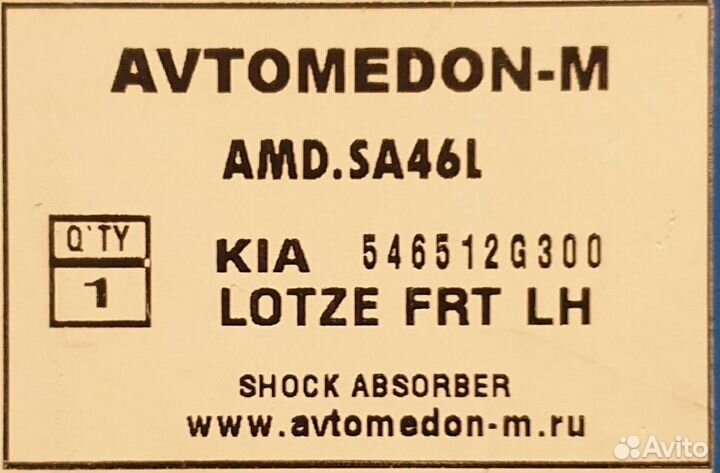 AVTOMEDON-M
AMD.SA46L
Q'TY
1
KIA 546512G300
LOTZE FRT LH
SHOCK ABSORBER
www.avtomedon-m.ru
Avito